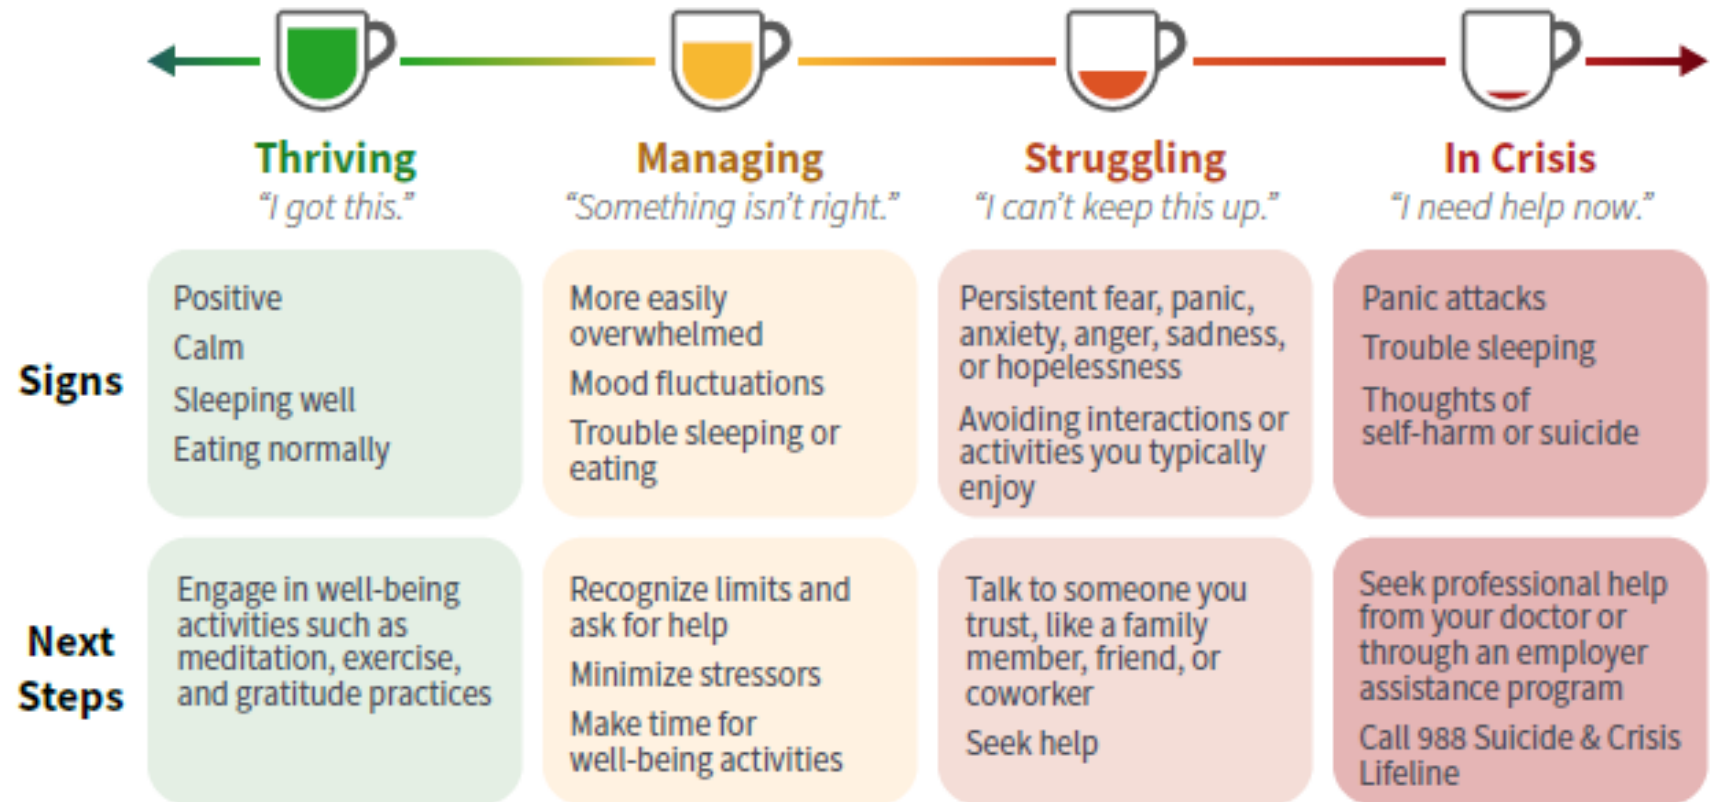 Thriving
“I got this.”
Managing
“Something isn’t right.”
Struggling
“I can’t keep this up.”
In Crisis
“I need help now.”
Signs
Positive
Calm
Sleeping well
Eating normally
More easily
overwhelmed
Mood fluctuations
Trouble sleeping or
eating
Persistent fear, panic,
anxiety, anger, sadness,
or hopelessness
Avoiding interactions or
activities you typically
enjoy
Panic attacks
Trouble sleeping
Thoughts of
self-harm or suicide
Next
Steps
Engage in well-being
activities such as
meditation, exercise,
and gratitude practices
Recognize limits and
ask for help
Minimize stressors
Make time for
well-being activities
Talk to someone you
trust, like a family
member, friend, or
coworker
Seek help
Seek professional help
from your doctor or
through an employer
assistance program
Call 988 Suicide & Crisis
Lifeline